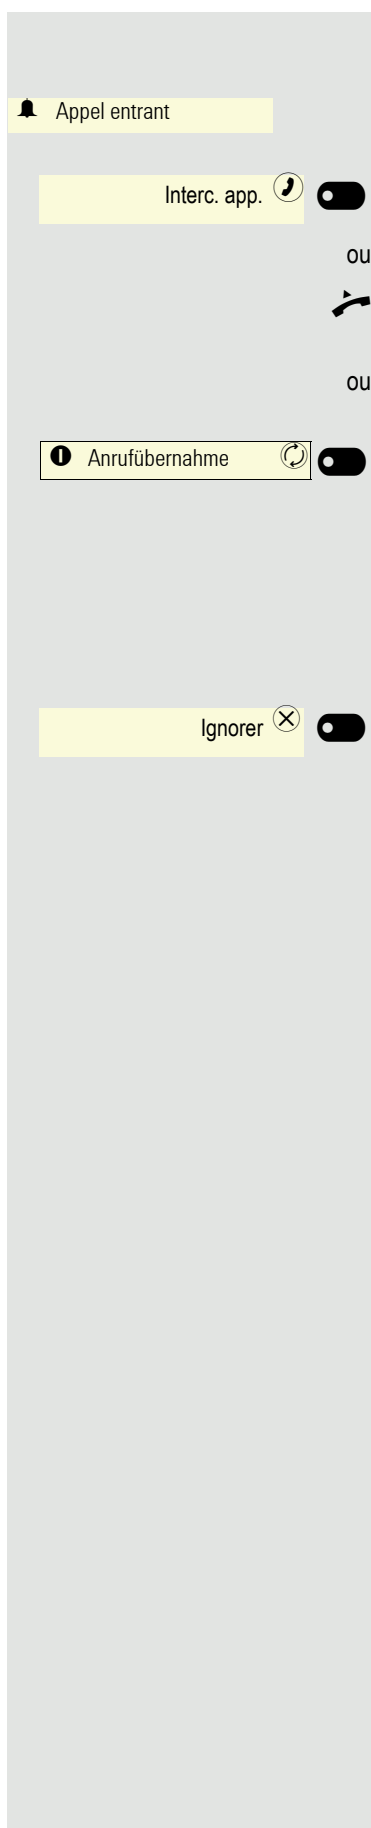 Appel entrant
Interc. app.
ou
ou
Anrufübernahme
Ignorer